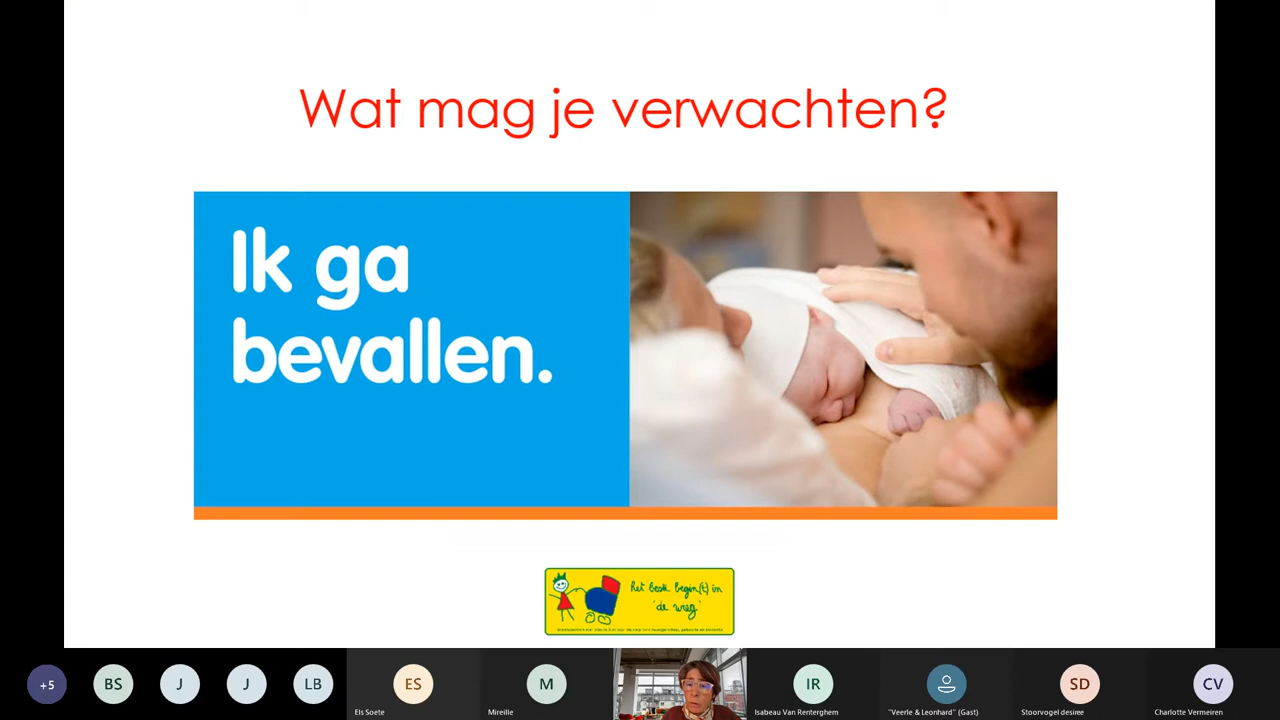 Wat mag je verwachten?
Ik ga
bevallen.
het beste begin(t) in
'de wieg'
+5
BS
J
J
LB
ES
M
IR
SD
CV
Els Soete
Mireille
Isabeau Van Renterghem
"Veerle & Leonhard" (Gast)
Stoorvogel desiree
Charlotte Vermeiren